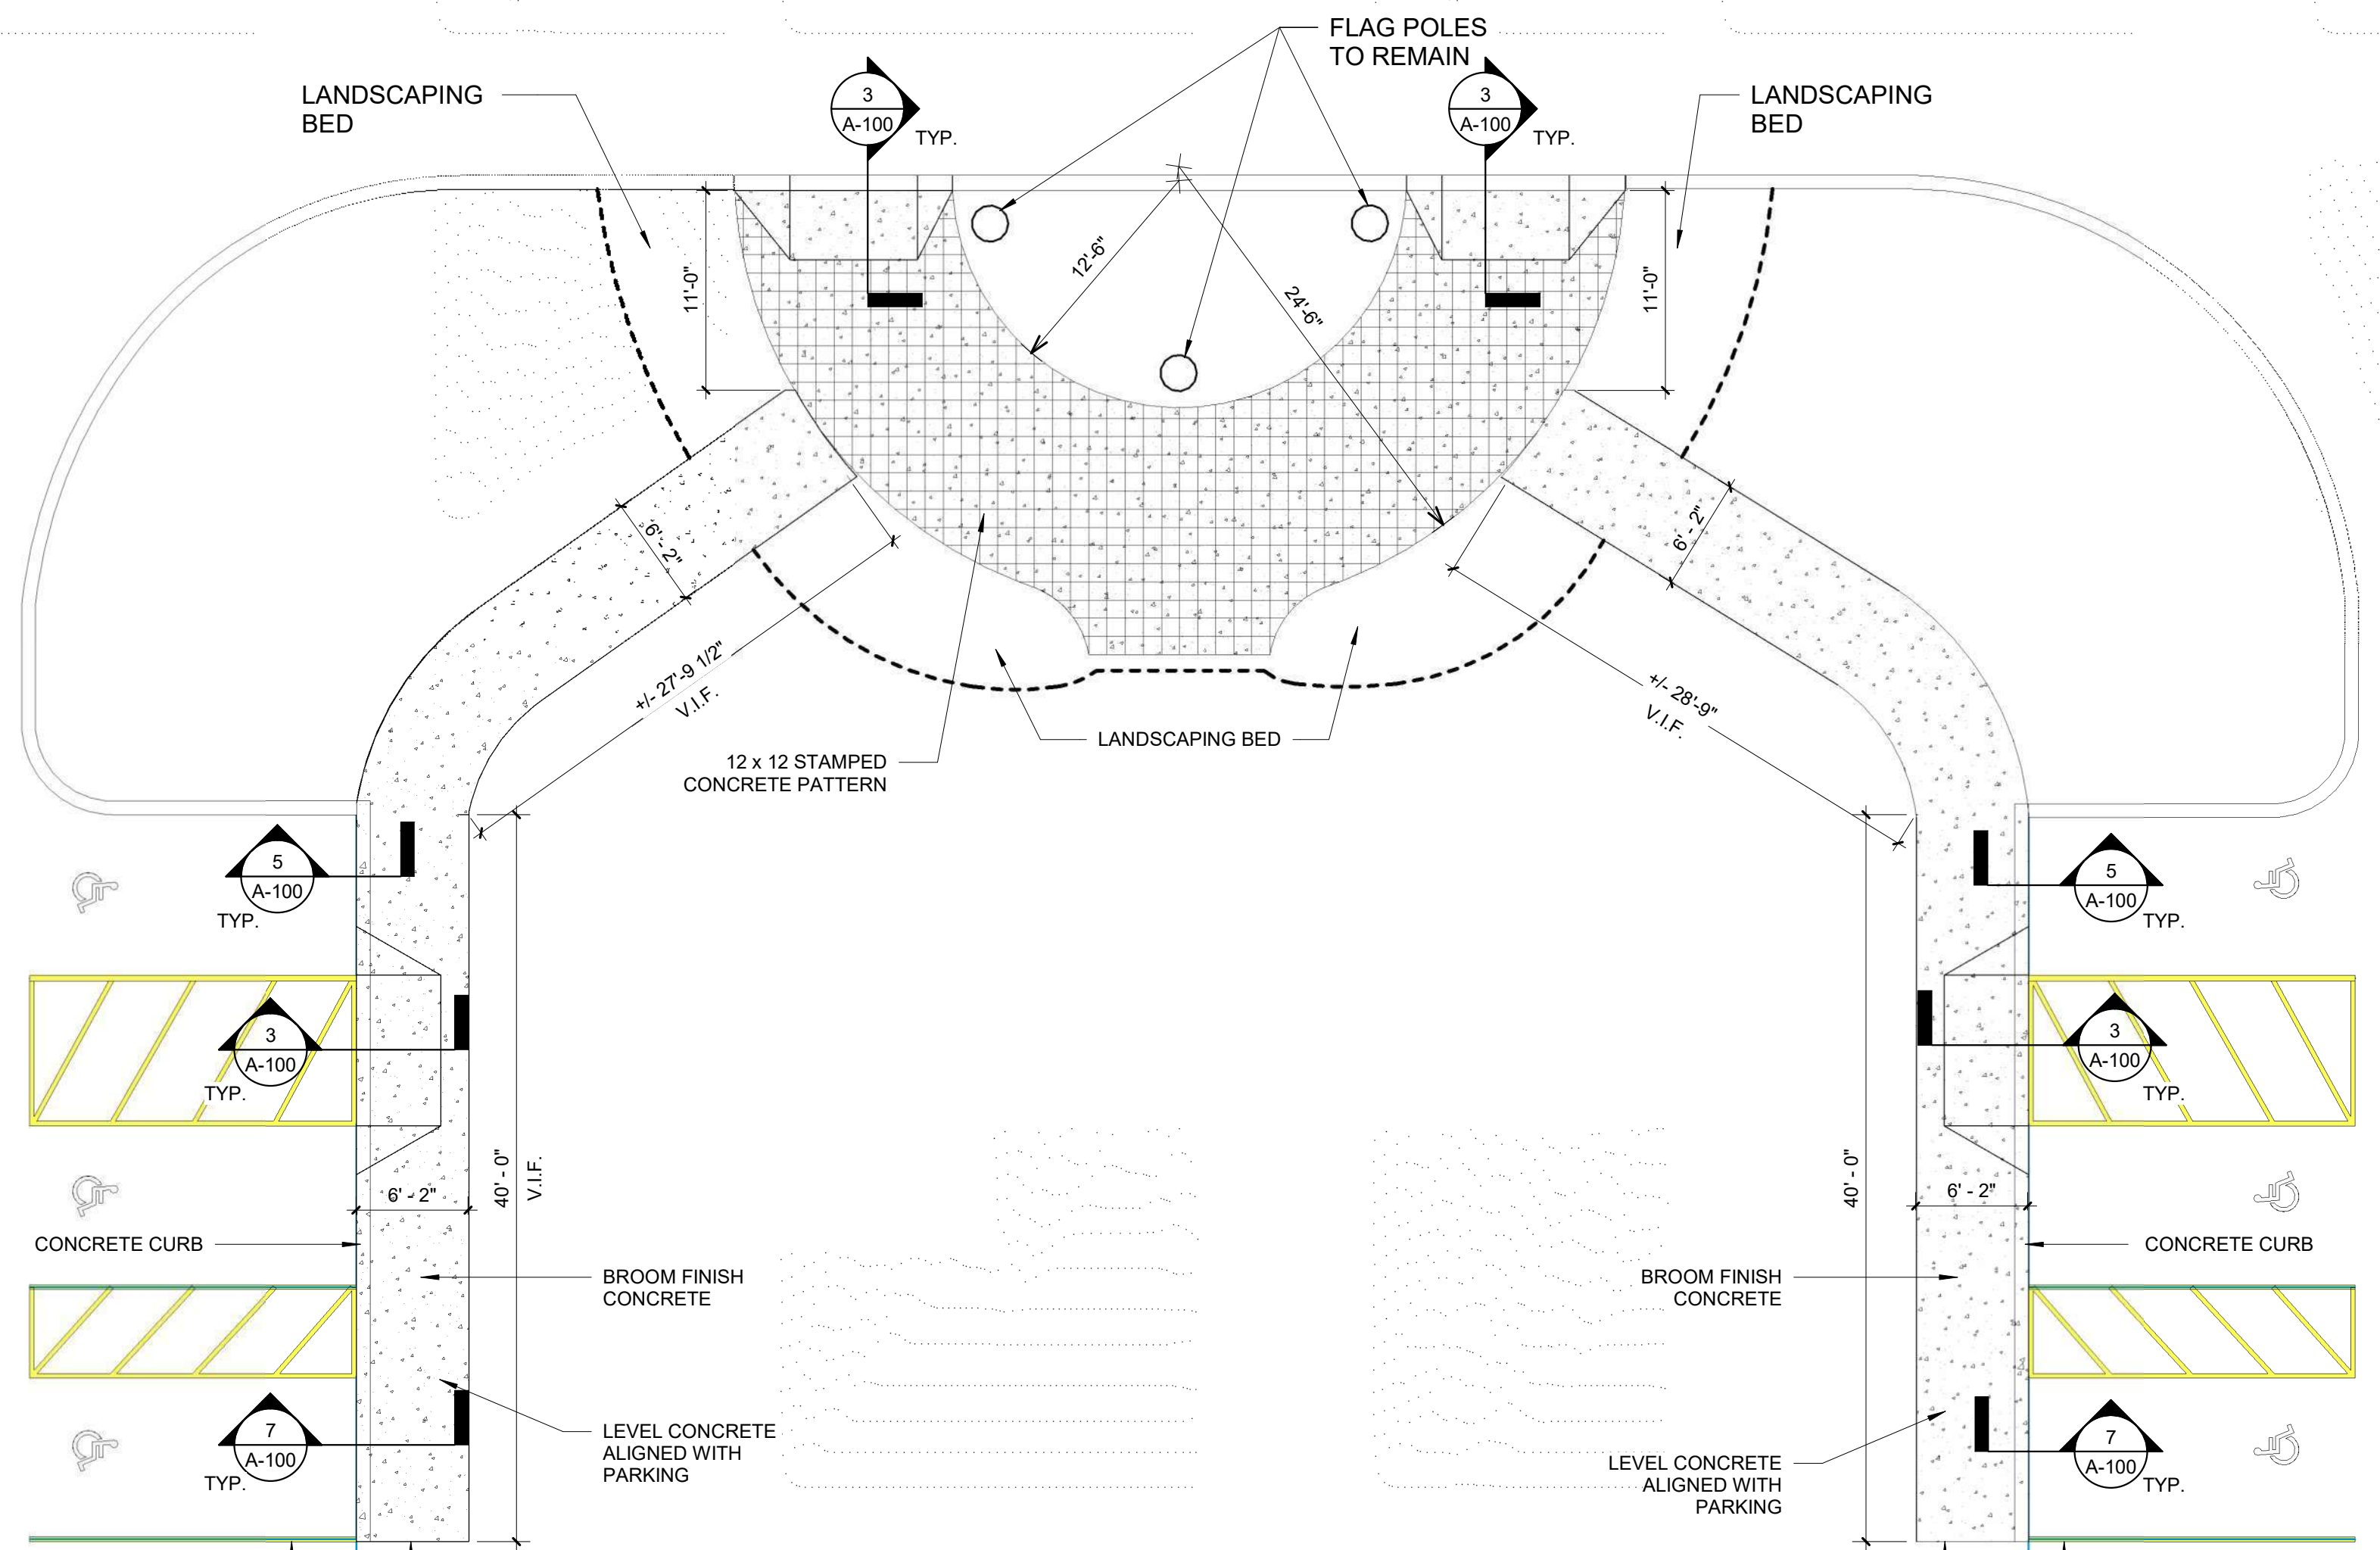 FLAG POLES
TO REMAIN
LANDSCAPING
BED
3
A-100
TYP.
3
A-100
TYP.
LANDSCAPING
BED
11'-0"
12'-6"
24'-6"
11'-0"
6' - 2"
6' - 2"
+/- 27'-9 1/2"
V.I.F.
+/- 28'-9"
V.I.F.
LANDSCAPING BED
12 x 12 STAMPED
CONCRETE PATTERN
5
A-100
TYP.
5
A-100
TYP.
3
A-100
TYP.
3
A-100
TYP.
40' - 0"
V.I.F.
40' - 0"
6' - 2"
6' - 2"
CONCRETE CURB
CONCRETE CURB
BROOM FINISH
CONCRETE
BROOM FINISH
CONCRETE
LEVEL CONCRETE
ALIGNED WITH
PARKING
LEVEL CONCRETE
ALIGNED WITH
PARKING
7
A-100
TYP.
7
A-100
TYP.